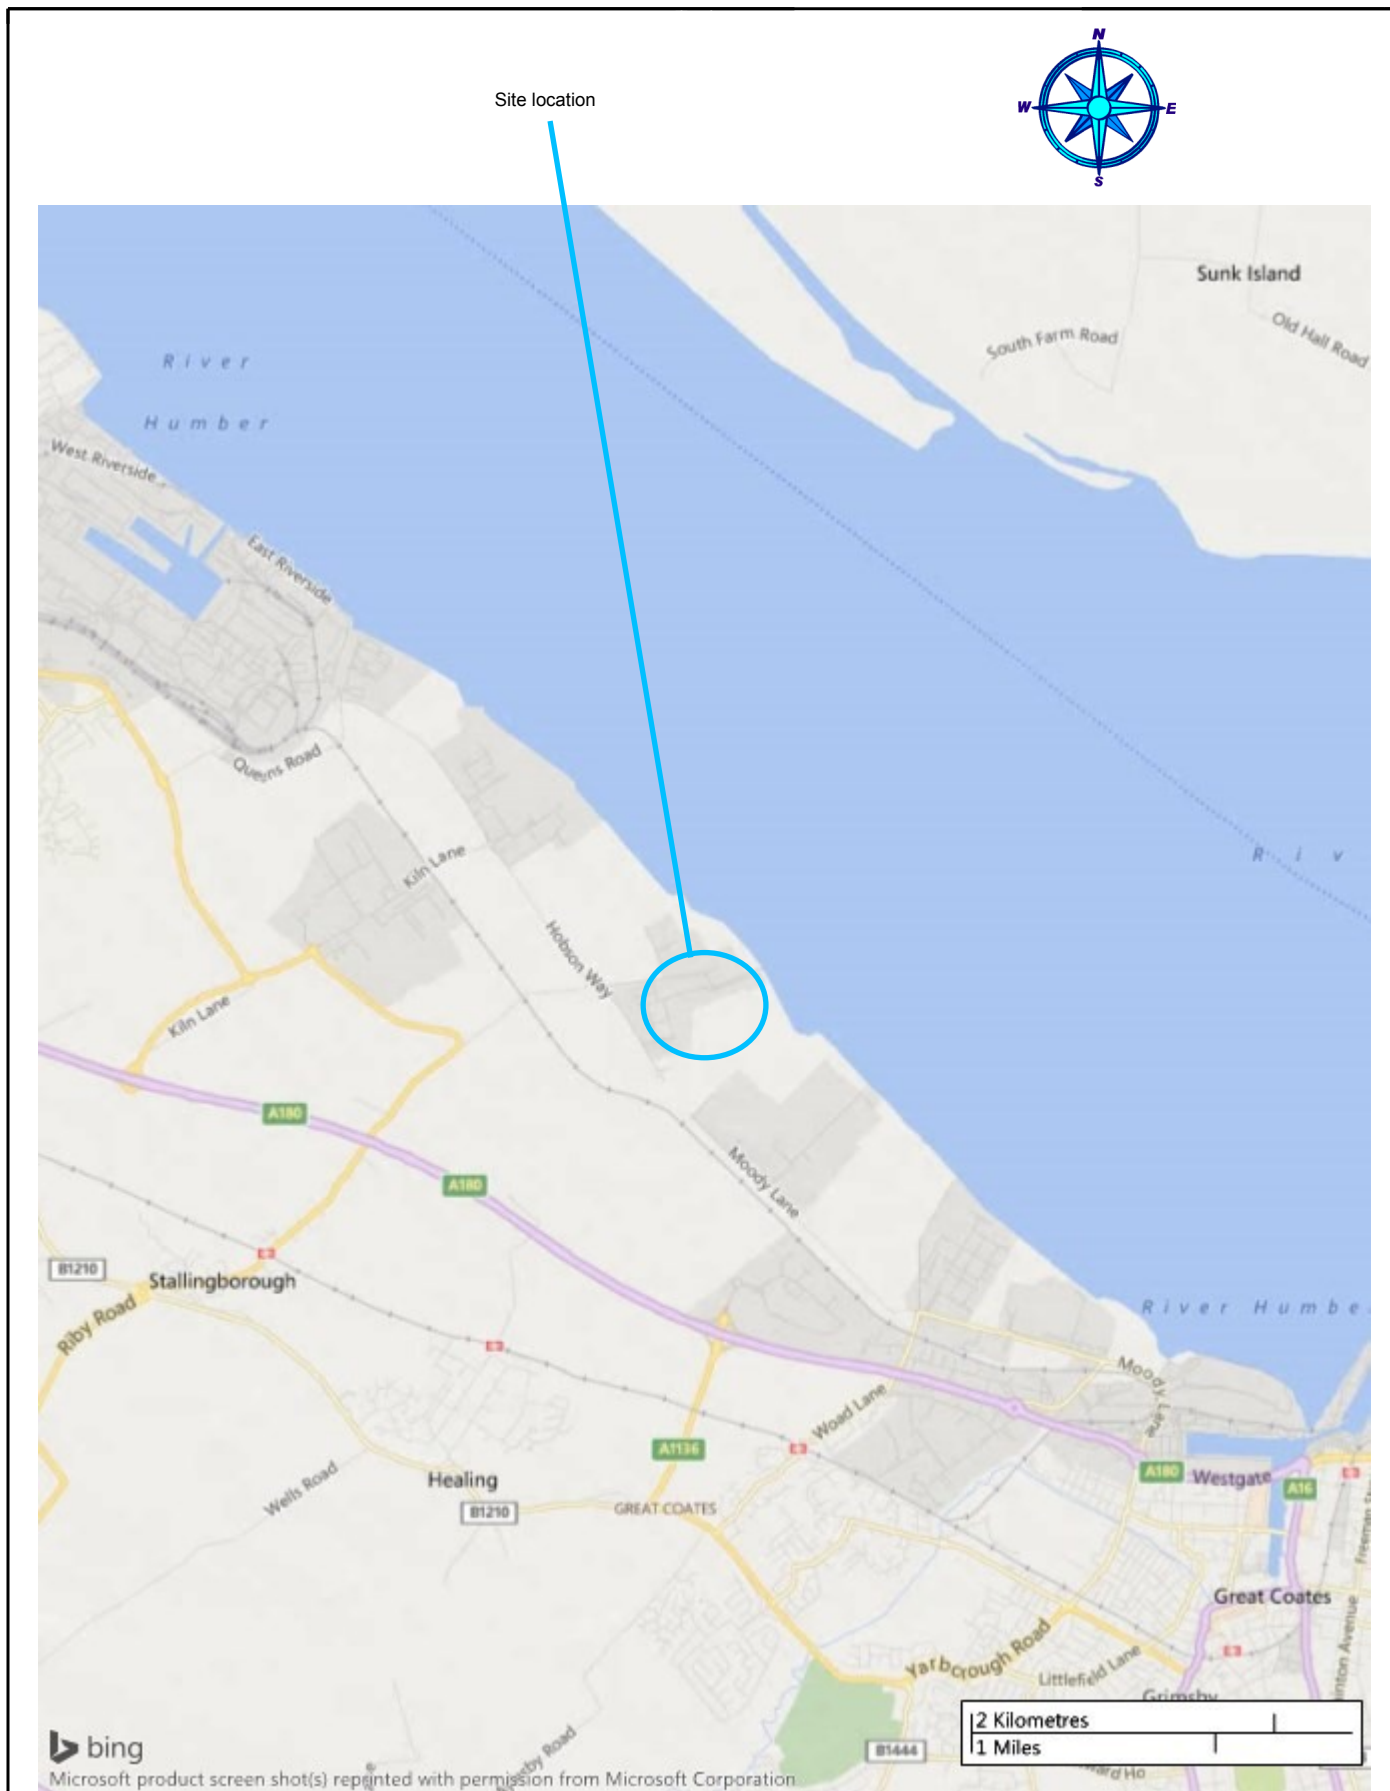 N
Site location
W
E
S
Sunk Island
Old Hall Road
South Farm Road
River
Humber
West Riverside
East Riverside
Queens Road
Kiln Lane
Riv
Hobson Way
Kiln Lane
A180
A180
Moody Lane
B1210
Stallingborough
Riby Road
River Humbe
Moody Lane
Woad Lane
A1136
A180
Westgate
A16
Healing
Wells Road
B1210
GREAT COATES
Great Coates
Yarborough Road
Littlefield Lane
Grimsby
2 Kilometres
1 Miles
B1444
bing
Microsoft product screen shot(s) reprinted with permission from Microsoft Corporation